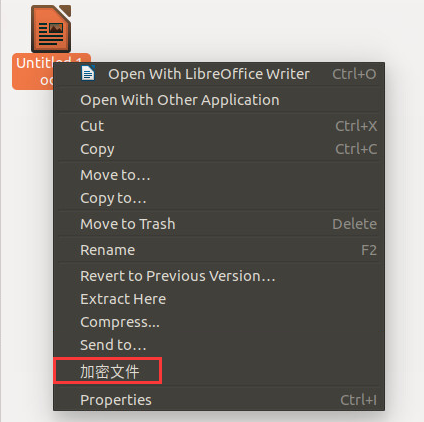 Untitled 1.
Open With LibreOffice Writer Ctrl+O
Open With Other Application
Cut Ctrl+X
Copy Ctrl+C
Move to…
Copy to…
Move to Trash Delete
Rename F2
Revert to Previous Version…
Extract Here
Compress...
Send to…
加密文件
Properties Ctrl+I